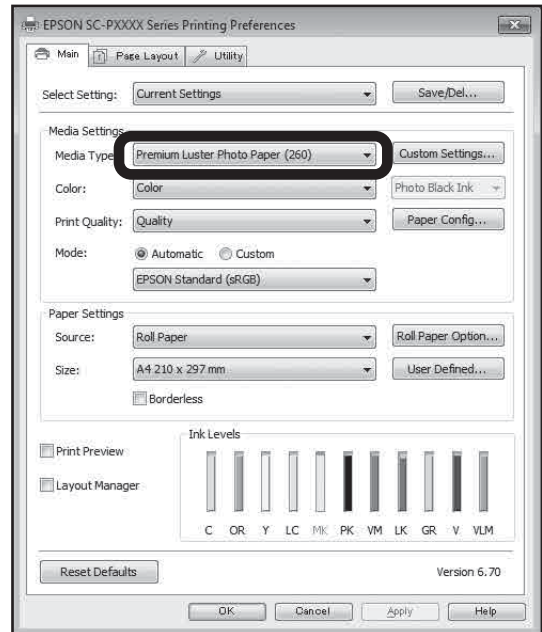 EPSON SC-PXXXX Series Printing Preferences
Main Page Layout Utility
Select Setting: Current Settings Save/Del...
Media Settings
Media Type Premium Luster Photo Paper (260) Custom Settings...
Color: Color Photo Black Ink
Print Quality: Quality Paper Config...
Mode: Automatic Custom
EPSON Standard (sRGB)
Paper Settings
Source: Roll Paper Roll Paper Option...
Size: A4 210 x 297 mm User Defined...
Borderless
Ink Levels
Print Preview
Layout Manager
C OR Y LC MK PK VM LK GR V VLM
Reset Defaults Version 6.70
OK Cancel Apply Help